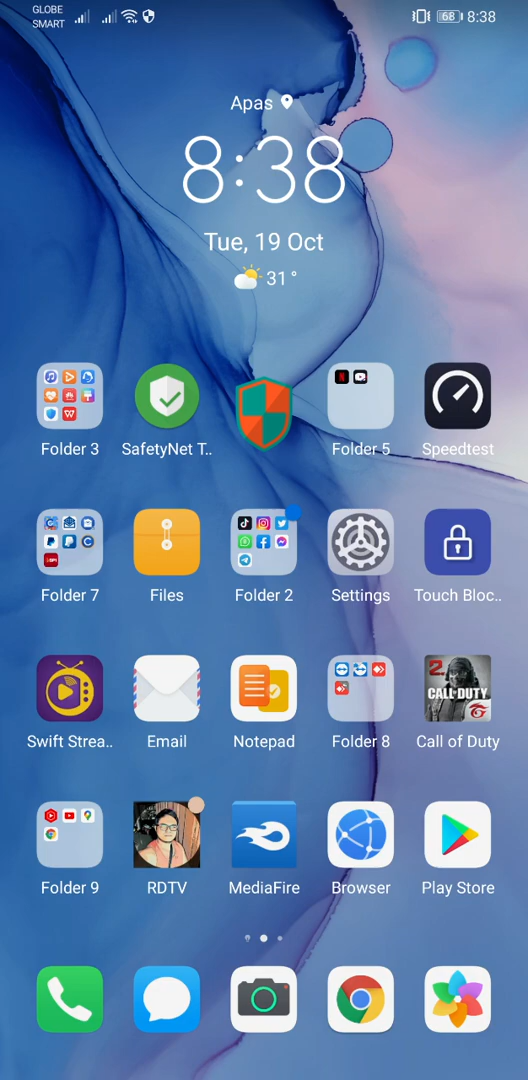 GLOBE
SMART
68
8:38
Apas
8:38
Tue, 19 Oct
31°
Folder 3
SafetyNet T..
Folder 5
Speedtest
Folder 7
Files
Folder 2
Settings
Touch Bloc..
2.
CALL·DUTY
Swift Strea..
Email
Notepad
Folder 8
Call of Duty
Folder 9
RDTV
MediaFire
Browser
Play Store